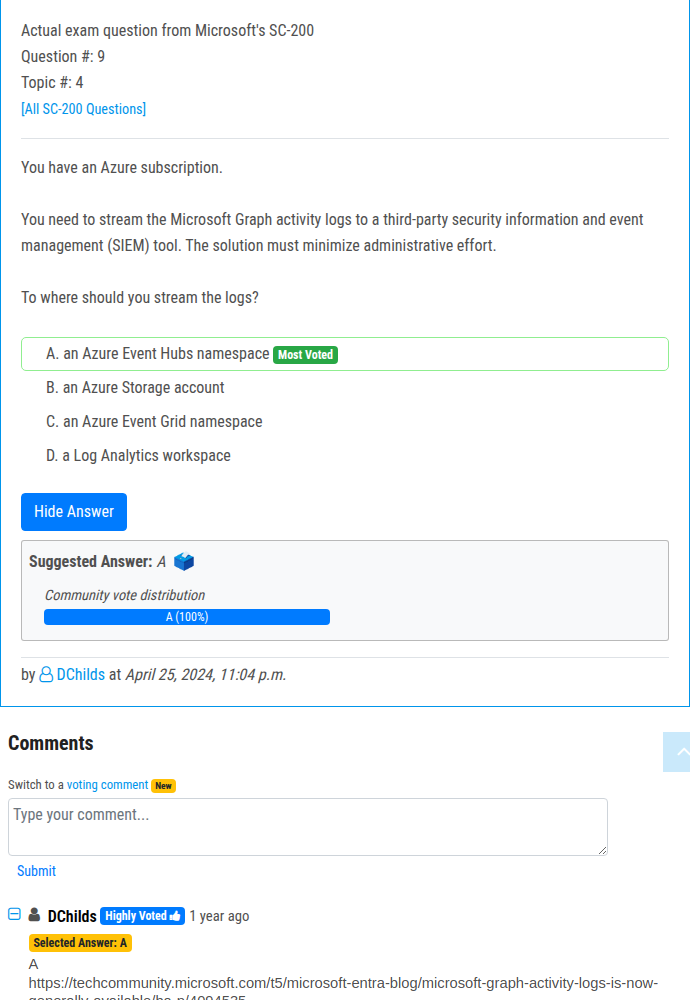 Actual exam question from Microsoft's SC-200
Question #: 9
Topic #: 4
[All SC-200 Questions]
You have an Azure subscription.
You need to stream the Microsoft Graph activity logs to a third-party security information and event
management (SIEM) tool. The solution must minimize administrative effort.
To where should you stream the logs?
A. an Azure Event Hubs namespace Most Voted
B. an Azure Storage account
C. an Azure Event Grid namespace
D. a Log Analytics workspace
Hide Answer
Suggested Answer: A
Community vote distribution
A (100%)
by DChilds at April 25, 2024, 11:04 p.m.
Comments
Switch to a voting comment New
Type your comment...
Submit
DChilds Highly Voted 1 year ago
Selected Answer: A
A
https://techcommunity.microsoft.com/t5/microsoft-entra-blog/microsoft-graph-activity-logs-is-now-